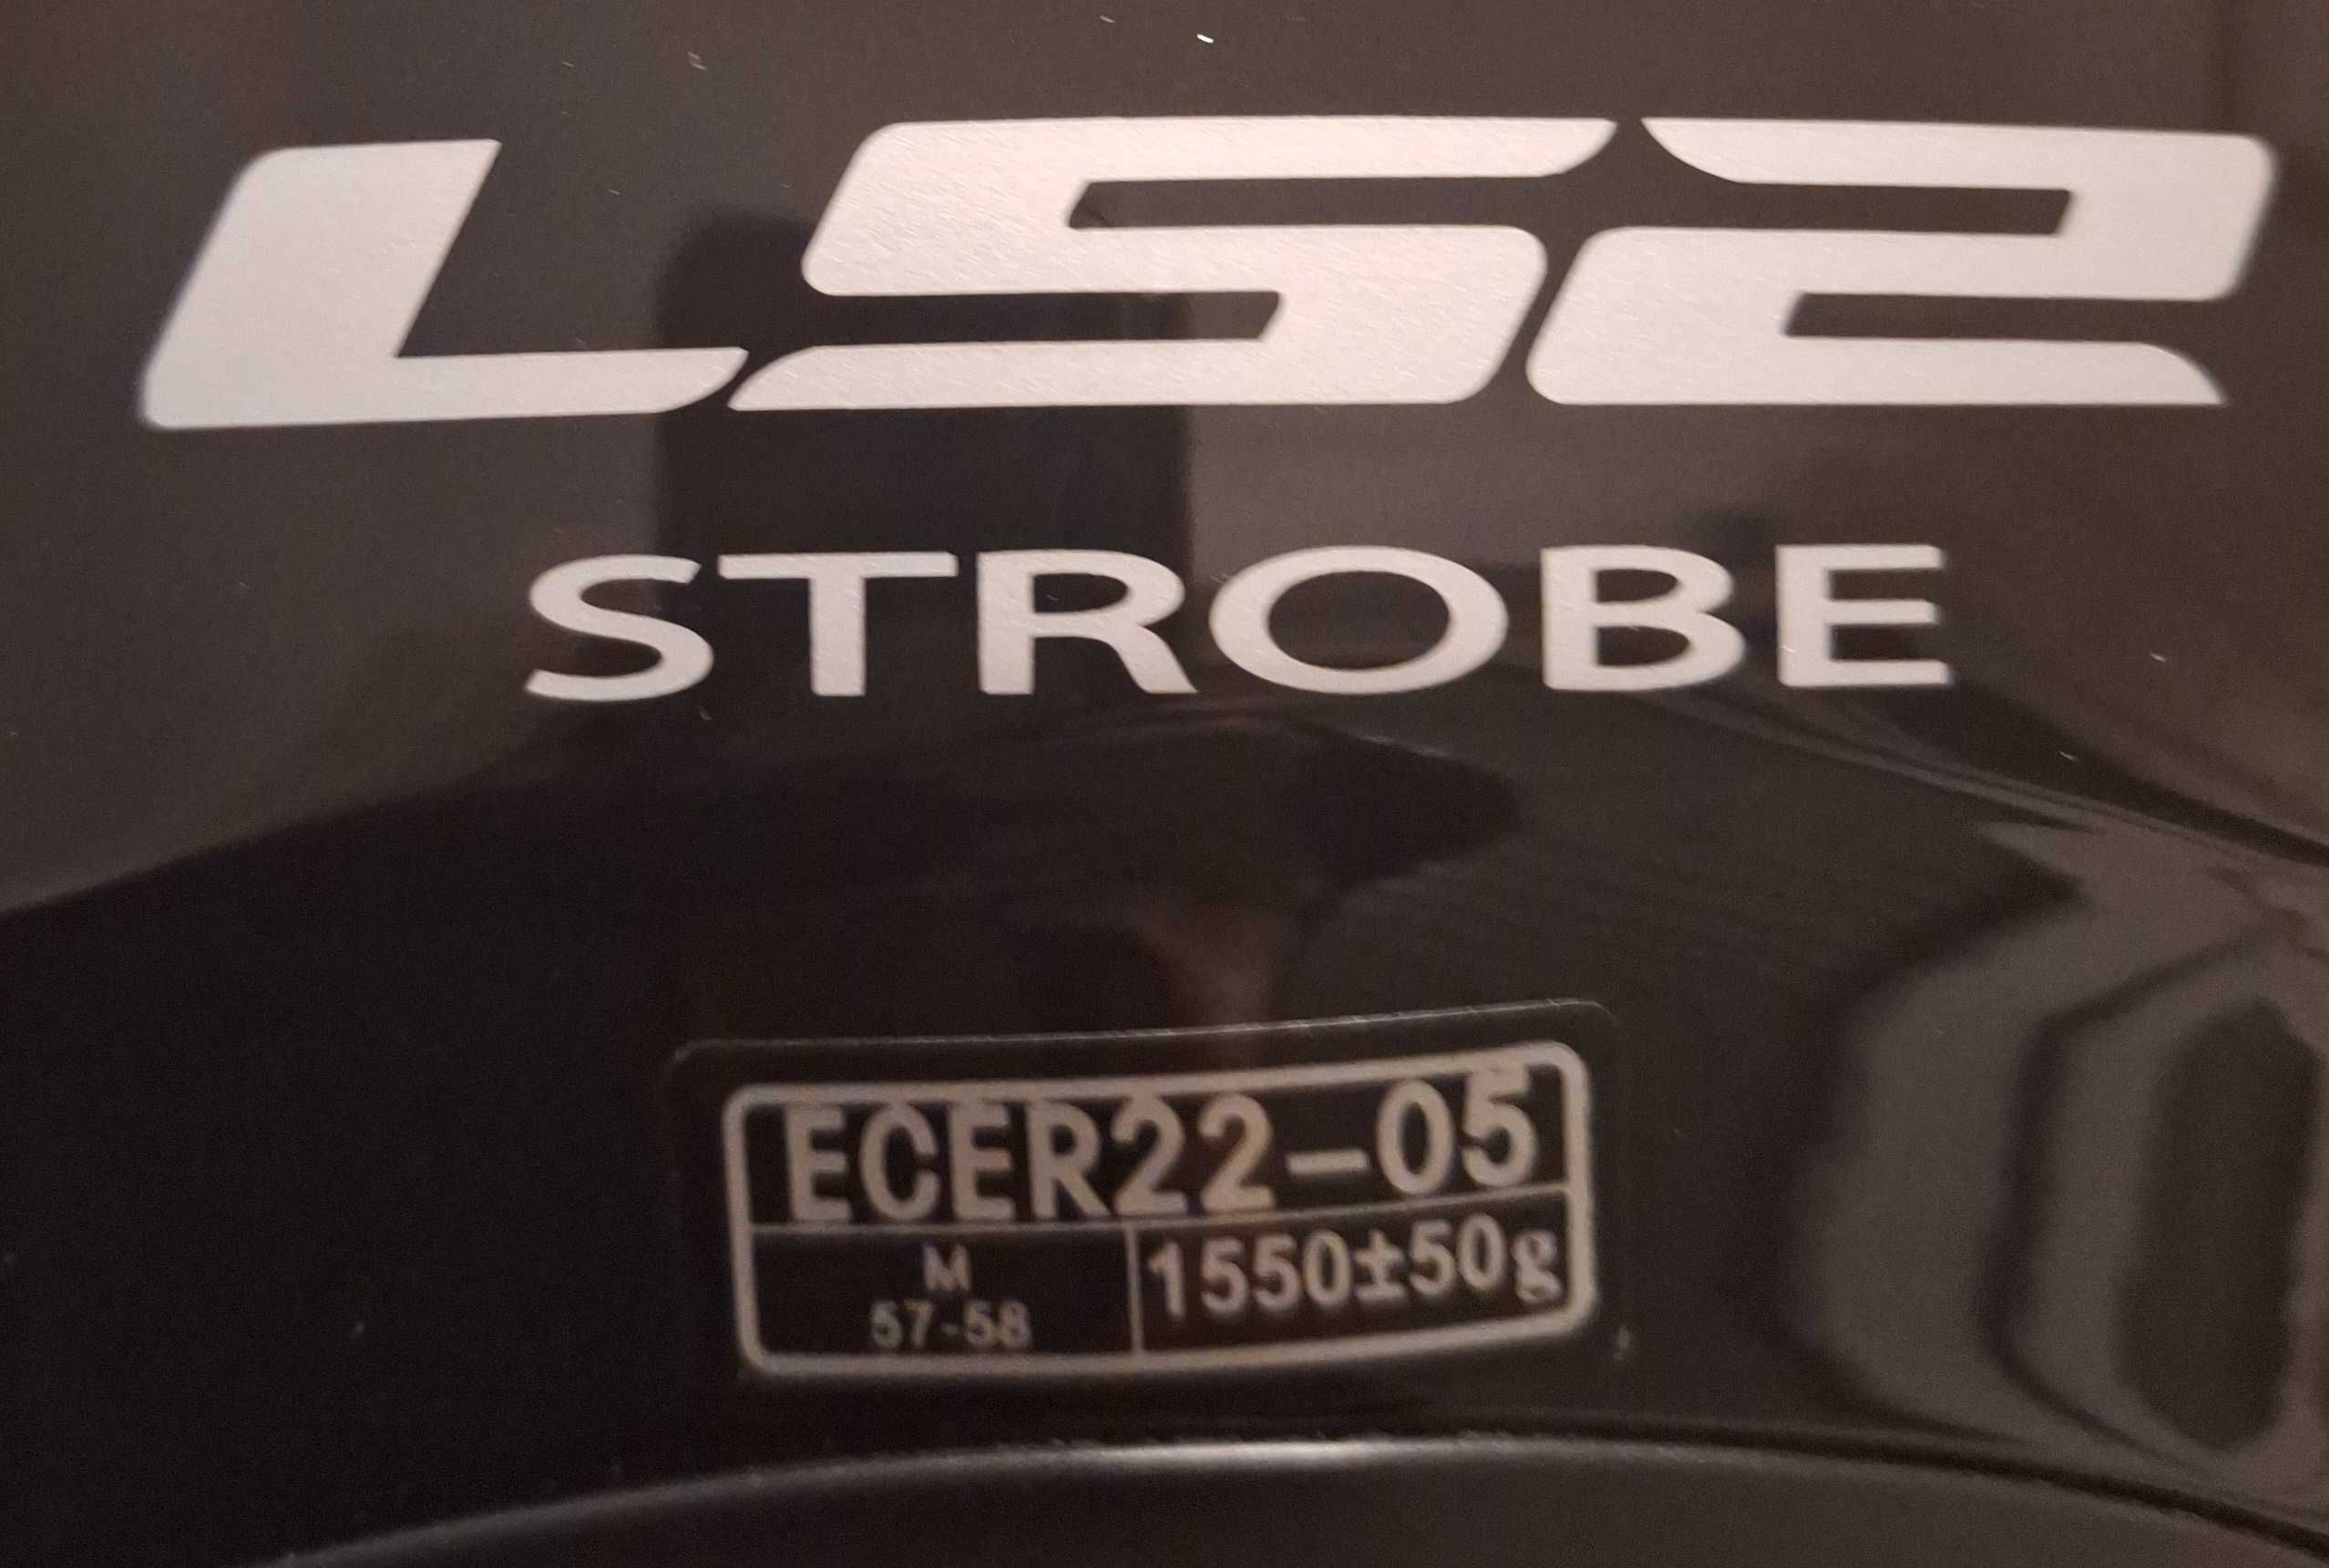 LS2
STROBE
ECER22-05
M
57-58
1550±50g